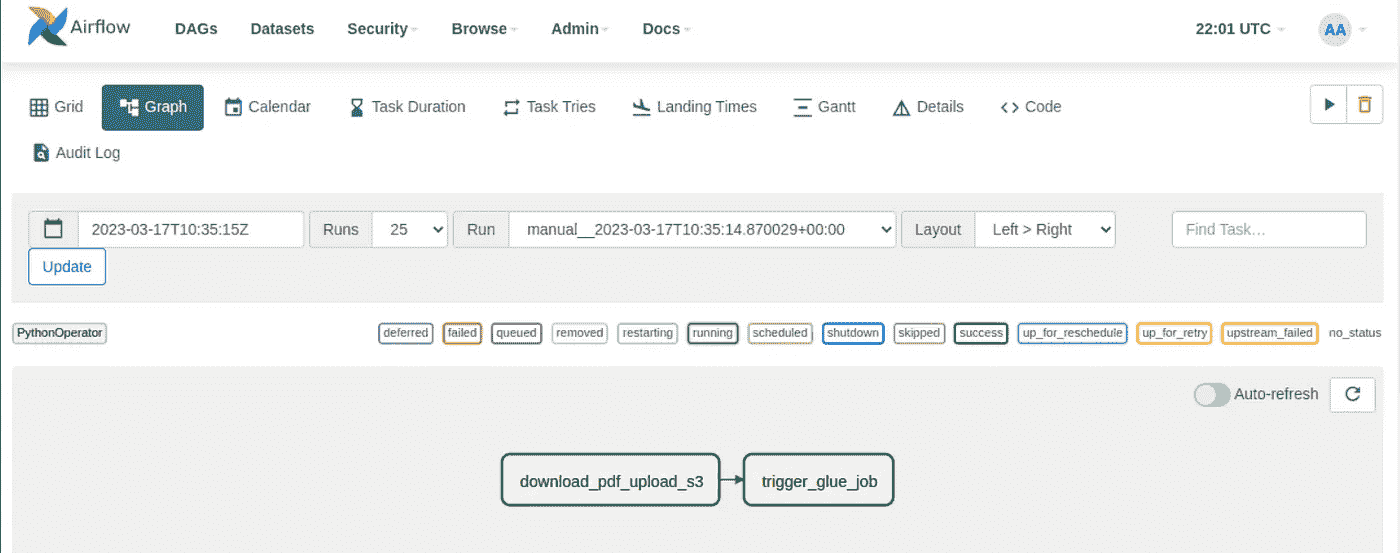 Airflow DAGs Datasets Security Browse Admin Docs 22:01 UTC AA
Grid Graph Calendar Task Duration Task Tries Landing Times Gantt Details Code
Audit Log
2023-03-17T10:35:15Z Runs 25 Run manual__2023-03-17T10:35:14.870029+00:00 Layout Left > Right Find Task...
Update
PythonOperator deferred failed queued removed restarting running scheduled shutdown skipped success up_for_reschedule up_for_retry upstream_failed no_status
Auto-refresh
download_pdf_upload_s3 trigger_glue_job